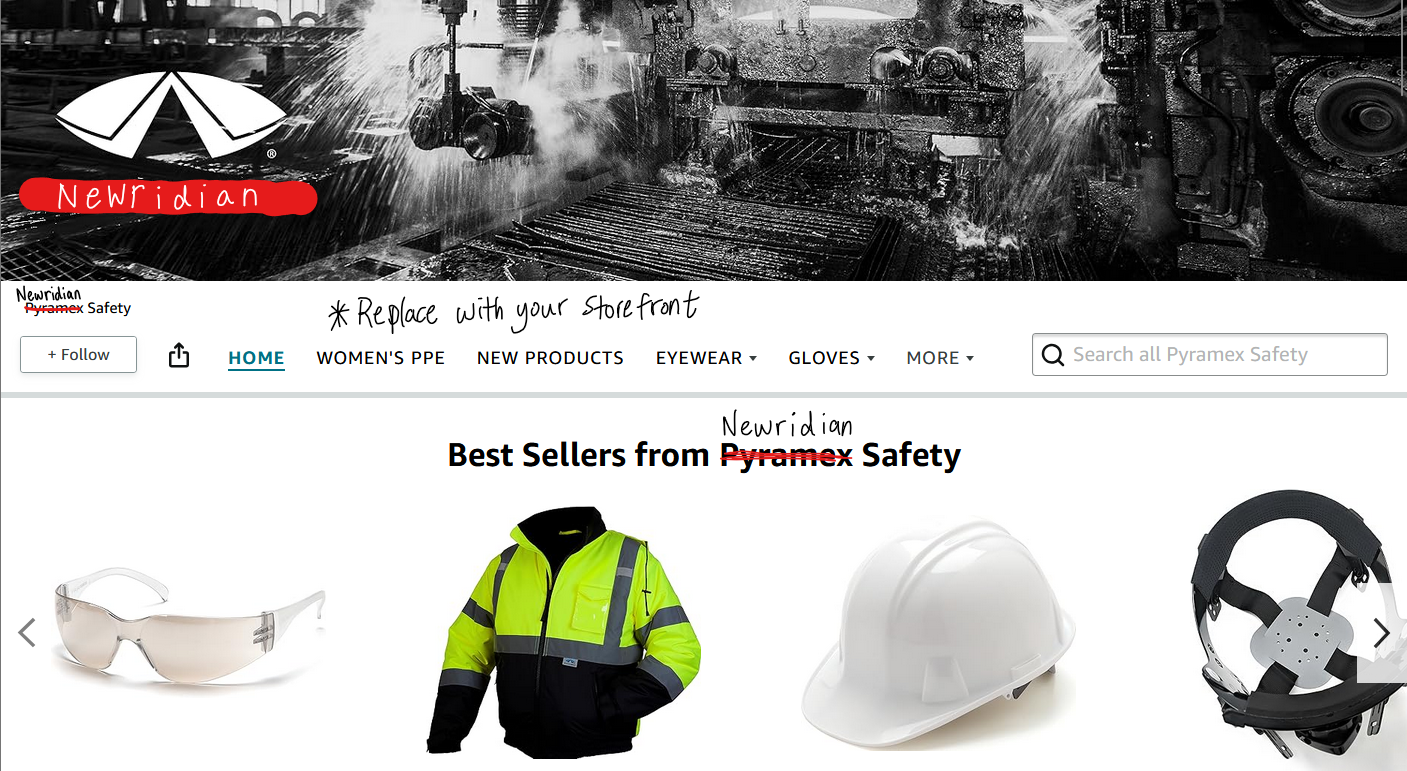 ®
Newridian
Newridian
Pyramex Safety
* Replace with your storefront
+ Follow
HOME WOMEN'S PPE NEW PRODUCTS EYEWEAR GLOVES MORE
Search all Pyramex Safety
Newridian
Best Sellers from Pyramex Safety